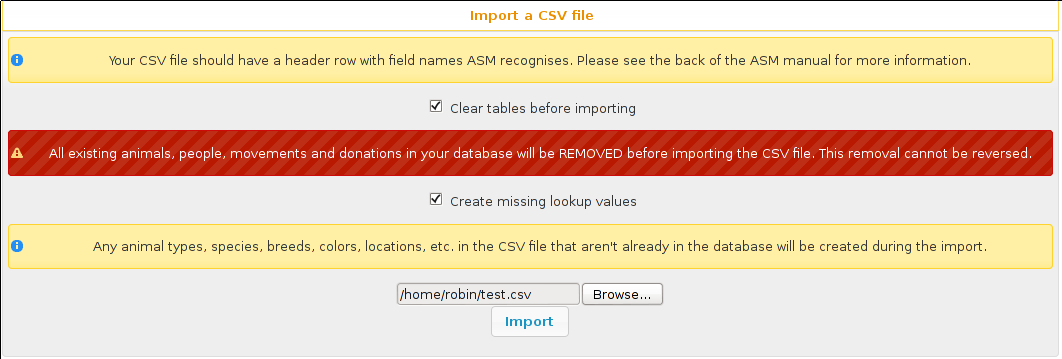 Import a CSV file
Your CSV file should have a header row with field names ASM recognises. Please see the back of the ASM manual for more information.
Clear tables before importing
All existing animals, people, movements and donations in your database will be REMOVED before importing the CSV file. This removal cannot be reversed.
Create missing lookup values
Any animal types, species, breeds, colors, locations, etc. in the CSV file that aren't already in the database will be created during the import.
/home/robin/test.csv Browse...
Import